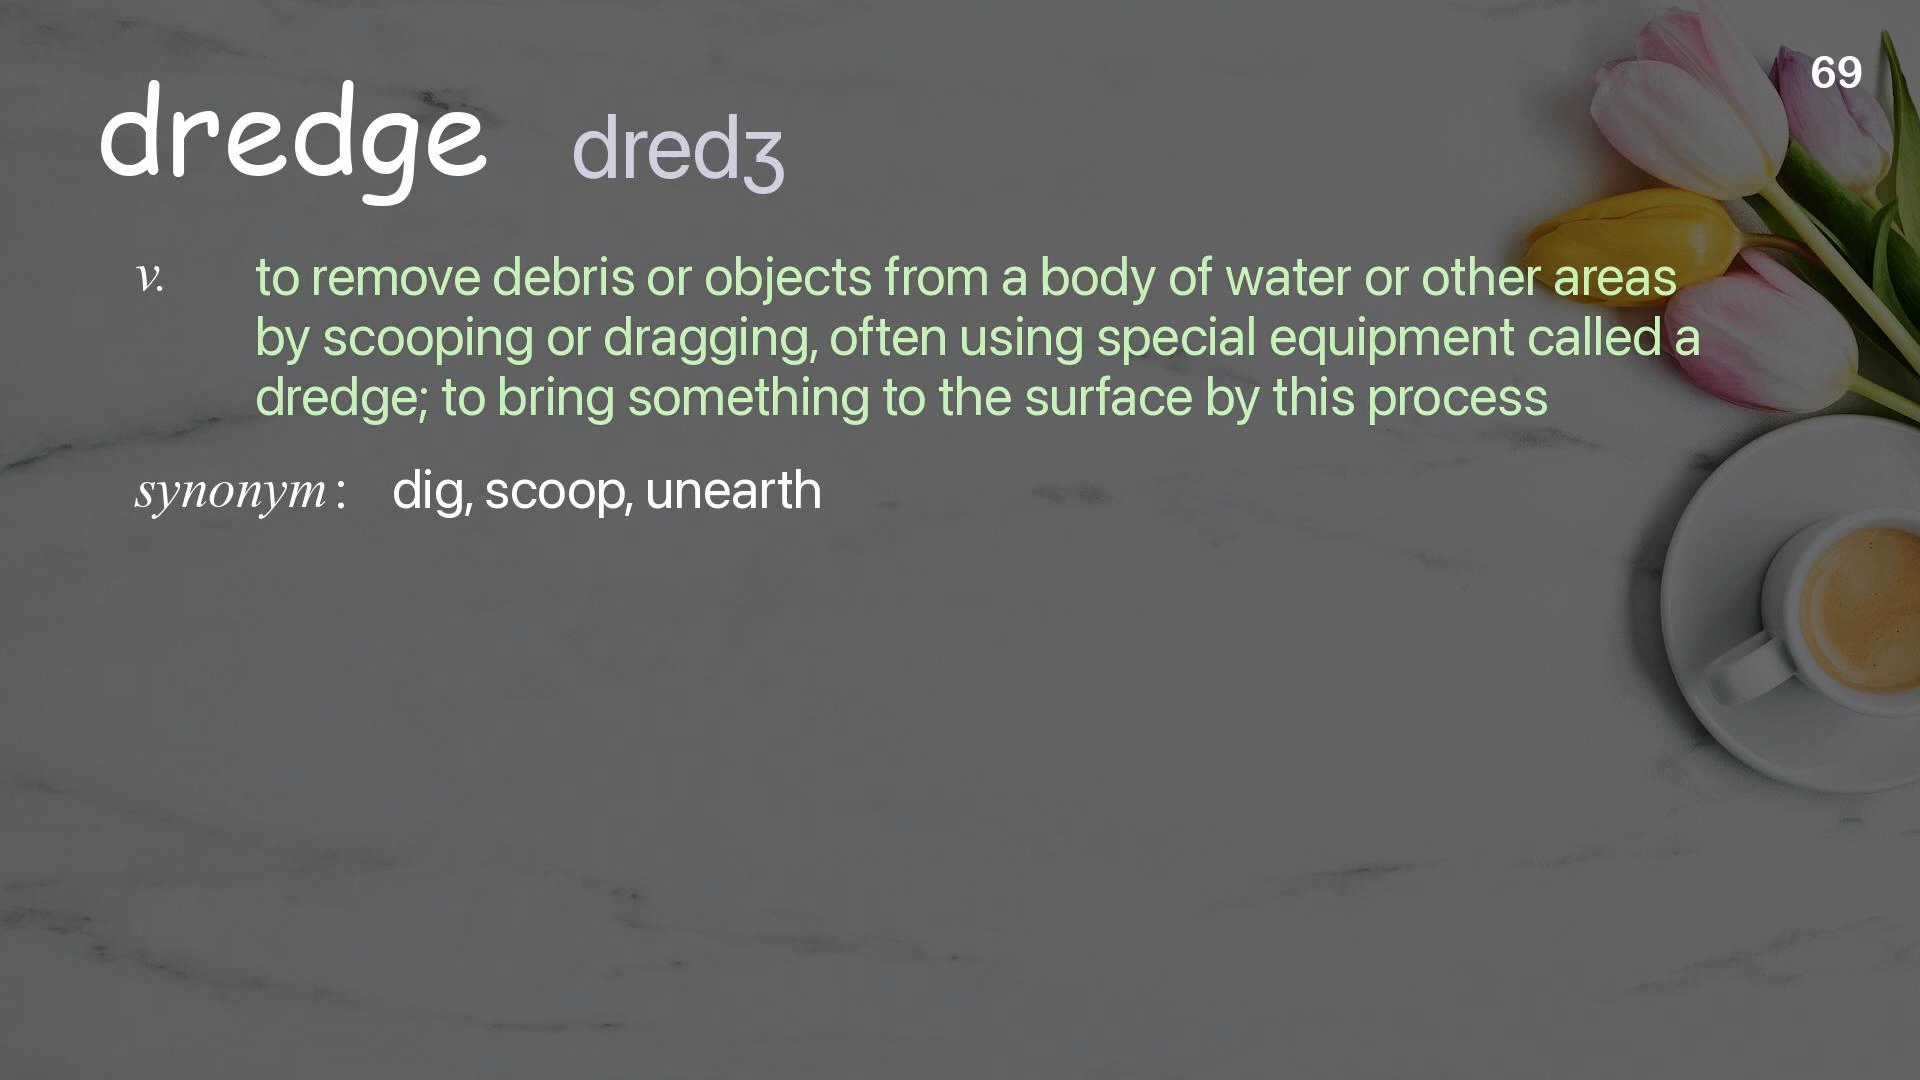 69
dredge dredʒ
v. to remove debris or objects from a body of water or other areas
by scooping or dragging, often using special equipment called a
dredge; to bring something to the surface by this process
synonym : dig, scoop, unearth